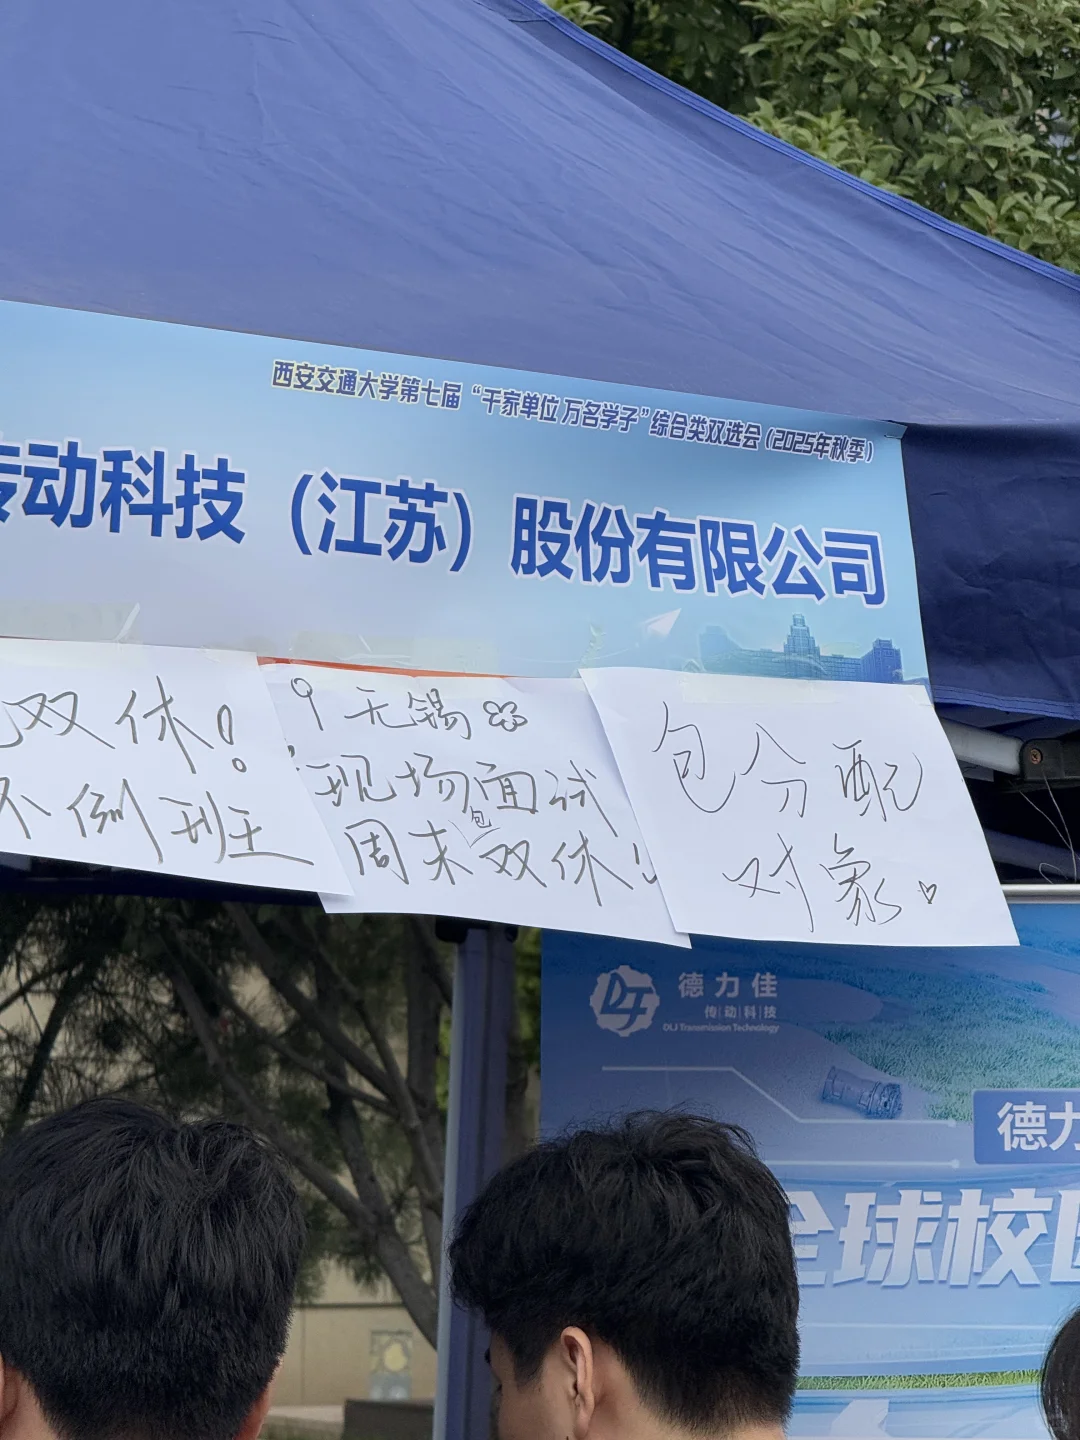 西安交通大学第七届“千家单位 万名学子”综合类双选会（2025年秋季）
传动科技（江苏）股份有限公司
双休！
不倒班
无锡
现场面试
周末包双休！
包分配
对象
德力佳
传动科技
DLJ Transmission Technology
德力
全球校